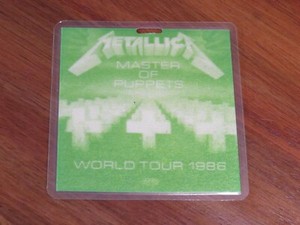 METALLICA
MASTER
OF
PUPPETS
WORLD TOUR 1986